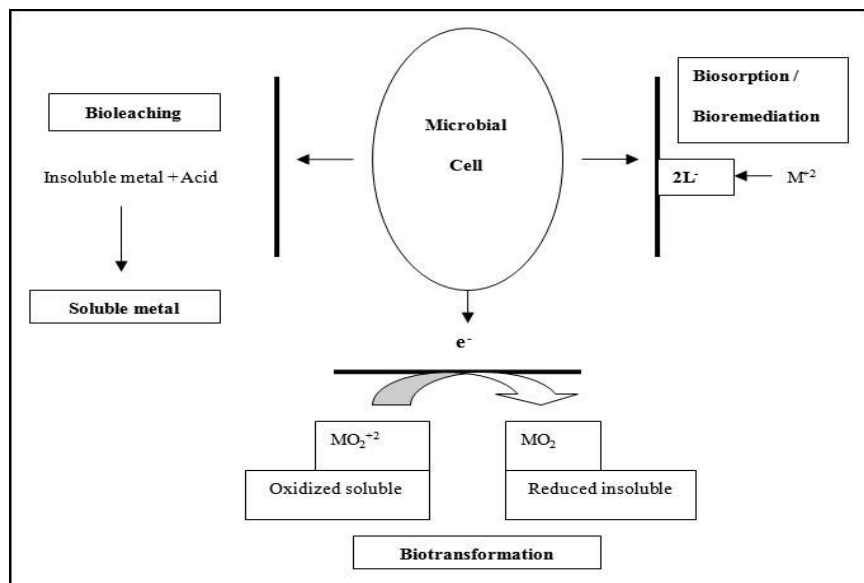 Bioleaching
Insoluble metal + Acid
Soluble metal
Microbial
Cell
Biosorption /
Bioremediation
2L⁻
M⁺²
e⁻
MO₂⁺²
Oxidized soluble
MO₂
Reduced insoluble
Biotransformation